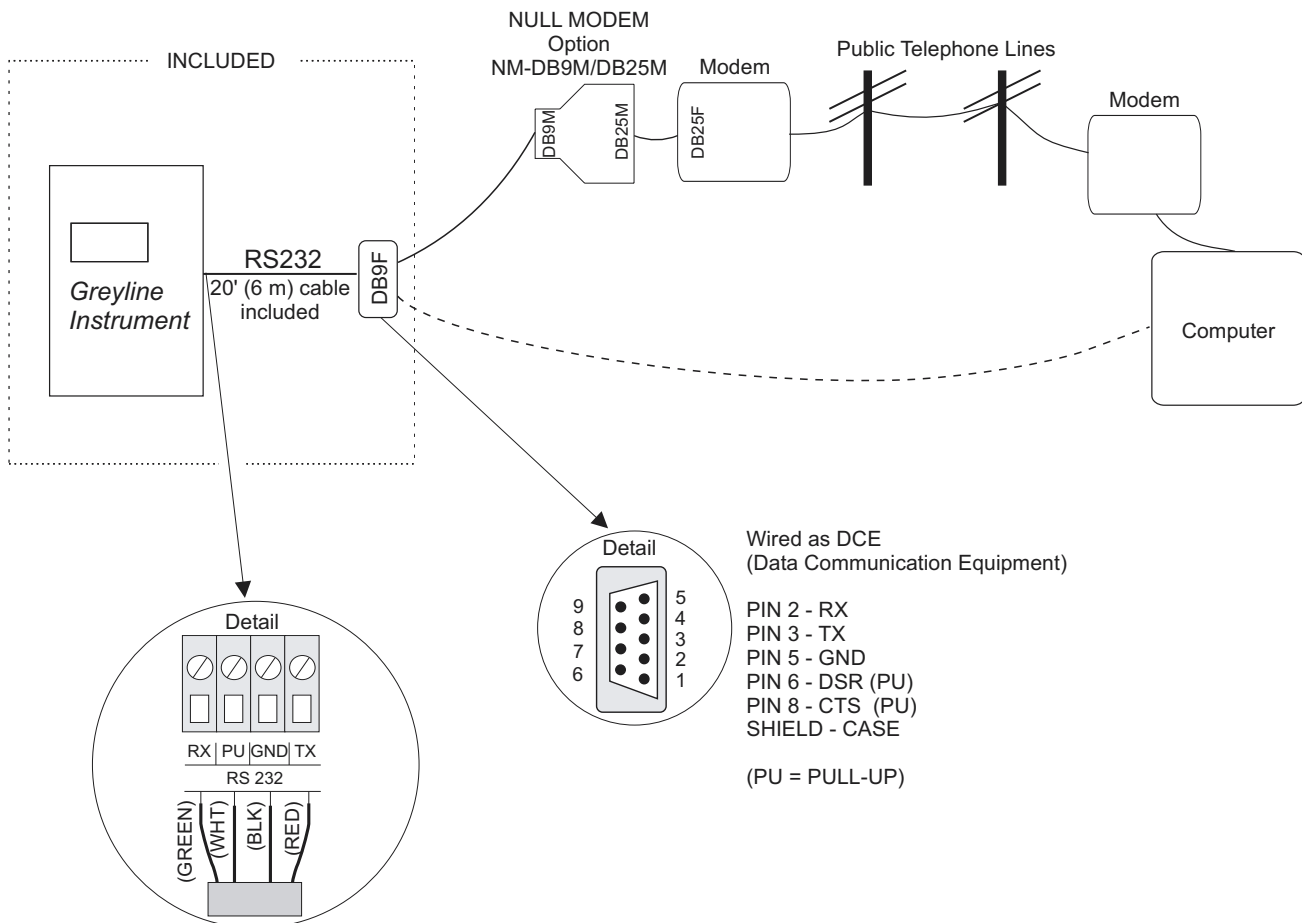 INCLUDED
NULL MODEM
Option
NM-DB9M/DB25M
DB9M
DB25M
Modem
DB25F
Public Telephone Lines
Modem
Greyline
Instrument
RS232
20' (6 m) cable
included
DB9F
Computer
Detail
RX PU GND TX
RS 232
(GREEN)
(WHT)
(BLK)
(RED)
Detail
9
8
7
6
5
4
3
2
1
Wired as DCE
(Data Communication Equipment)
PIN 2 - RX
PIN 3 - TX
PIN 5 - GND
PIN 6 - DSR (PU)
PIN 8 - CTS (PU)
SHIELD - CASE
(PU = PULL-UP)